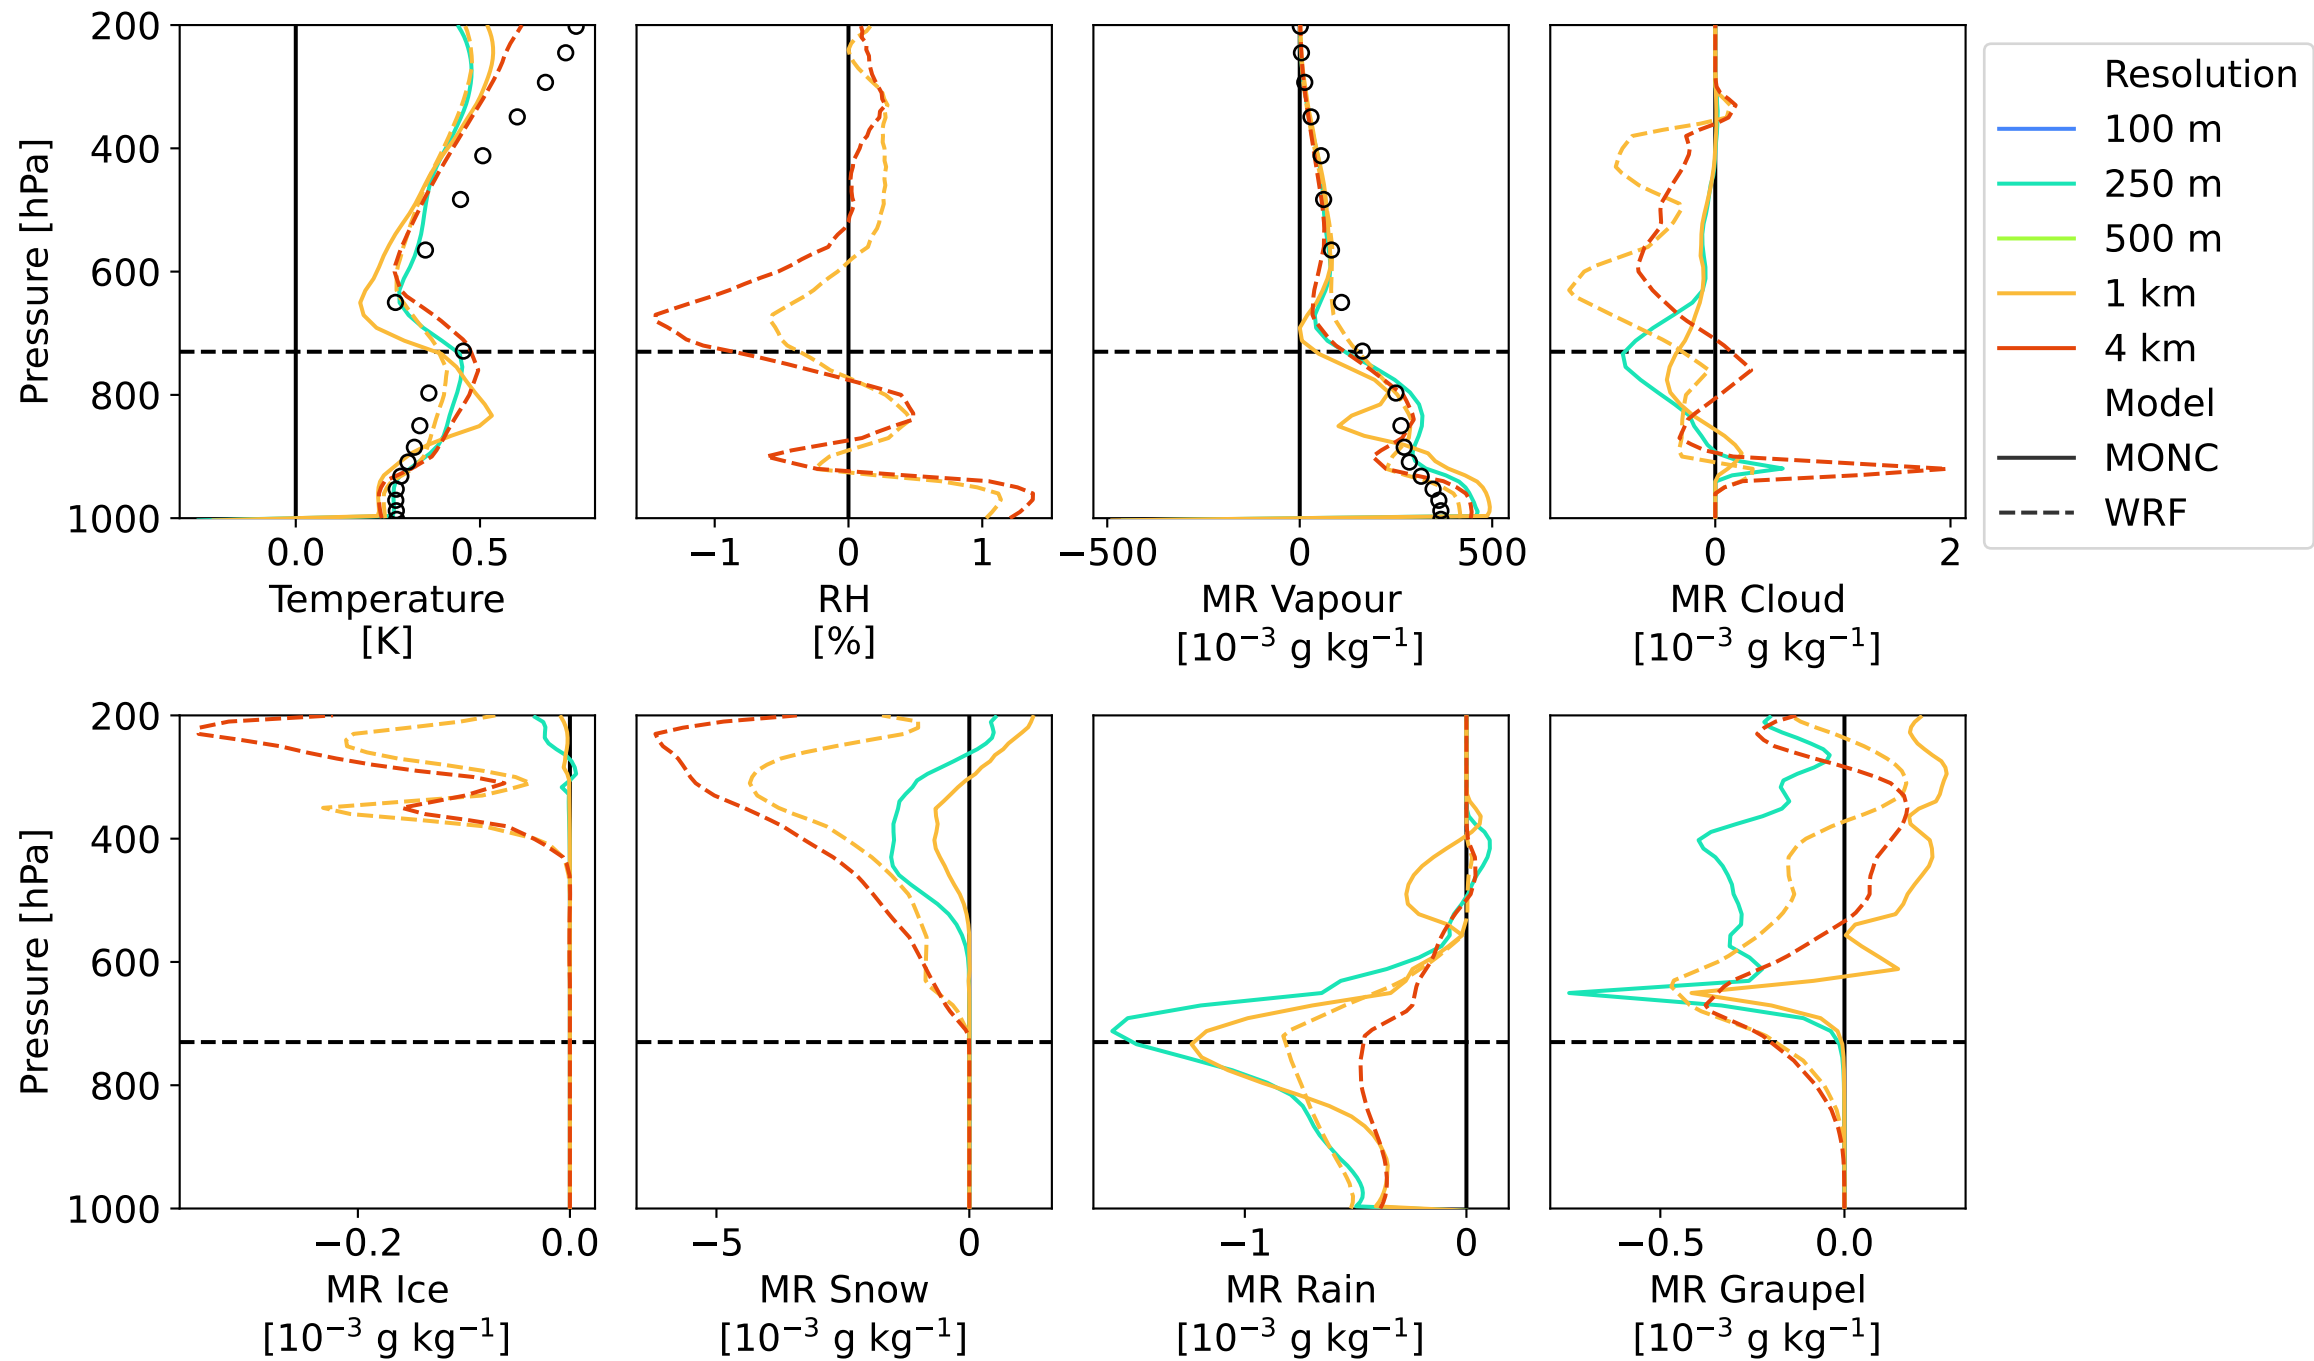 200
400
600
800
1000
Pressure [hPa]
0.0 0.5
Temperature
[K]
−1 0 1
RH
[%]
−500 0 500
MR Vapour
[10⁻³ g kg⁻¹]
0 2
MR Cloud
[10⁻³ g kg⁻¹]
Resolution
100 m
250 m
500 m
1 km
4 km
Model
MONC
WRF
200
400
600
800
1000
Pressure [hPa]
−0.2 0.0
MR Ice
[10⁻³ g kg⁻¹]
−5 0
MR Snow
[10⁻³ g kg⁻¹]
−1 0
MR Rain
[10⁻³ g kg⁻¹]
−0.5 0.0
MR Graupel
[10⁻³ g kg⁻¹]